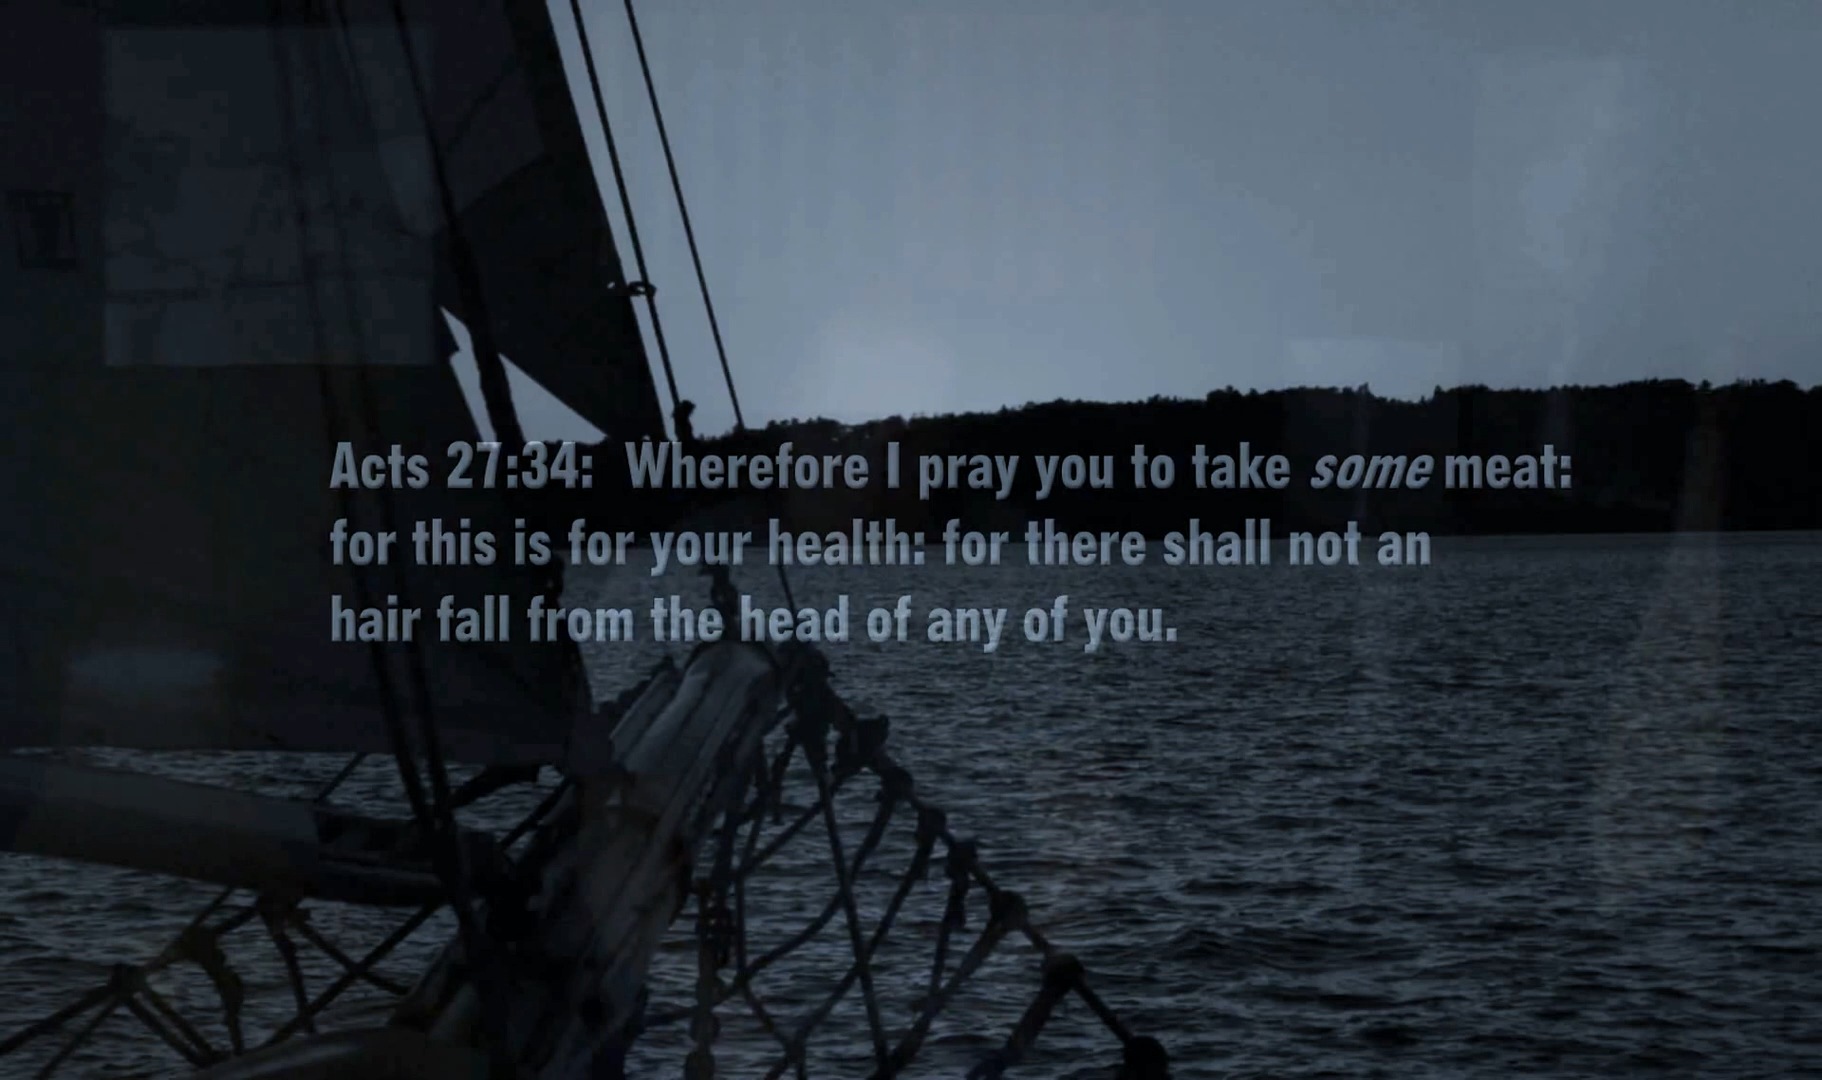 Acts 27:34:  Wherefore I pray you to take some meat:
for this is for your health: for there shall not an
hair fall from the head of any of you.